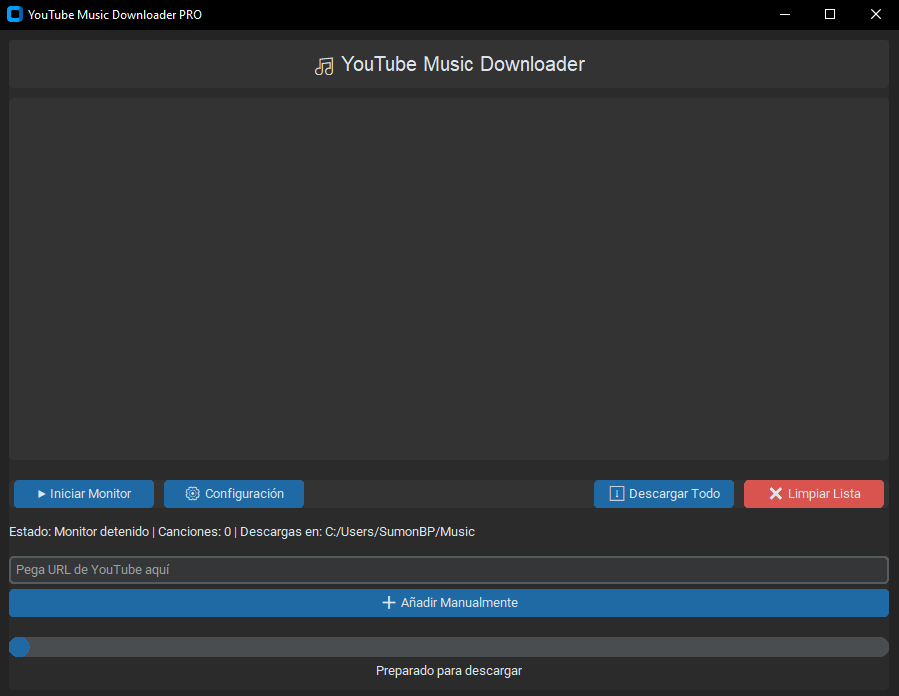 YouTube Music Downloader PRO
YouTube Music Downloader
Iniciar Monitor
Configuración
Descargar Todo
Limpiar Lista
Estado: Monitor detenido | Canciones: 0 | Descargas en: C:/Users/SumonBP/Music
Pega URL de YouTube aquí
Añadir Manualmente
Preparado para descargar